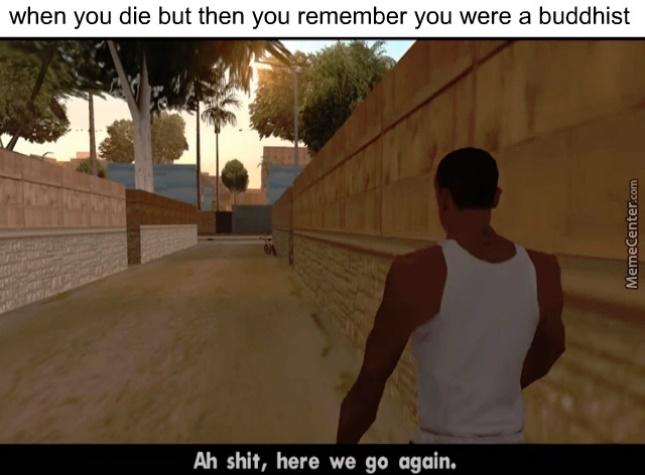 when you die but then you remember you were a buddhist
MemeCenter.com
Ah shit, here we go again.